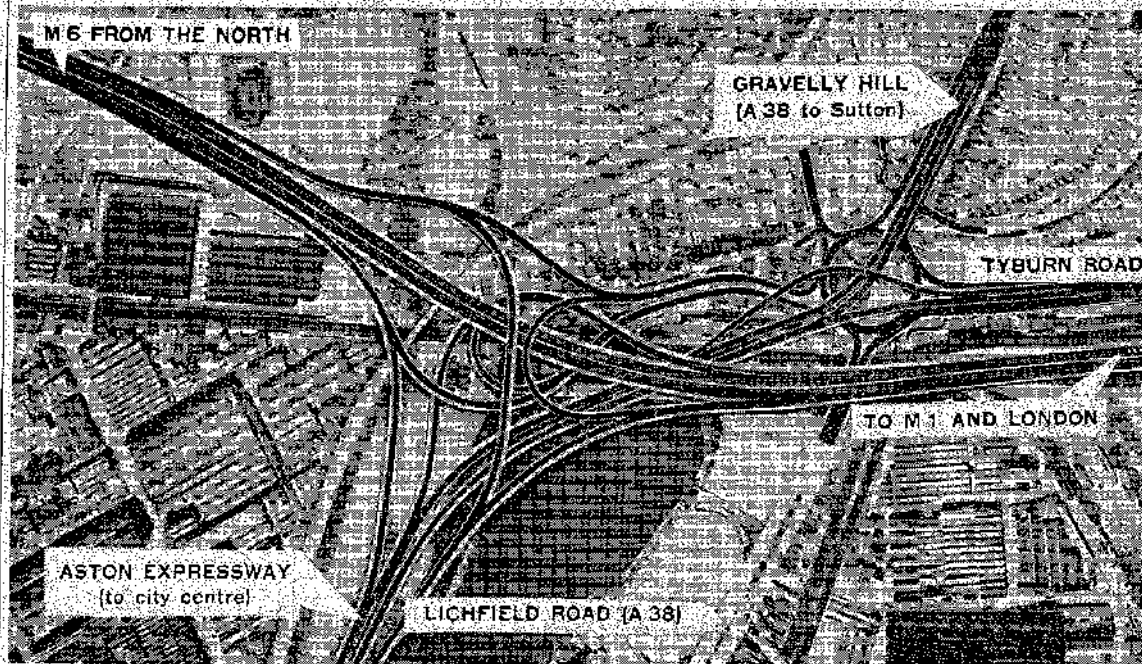 M 6 FROM THE NORTH
GRAVELLY HILL
(A 38 to Sutton)
TYBURN ROAD
TO M 1 AND LONDON
ASTON EXPRESSWAY
(to city centre)
LICHFIELD ROAD (A 38)